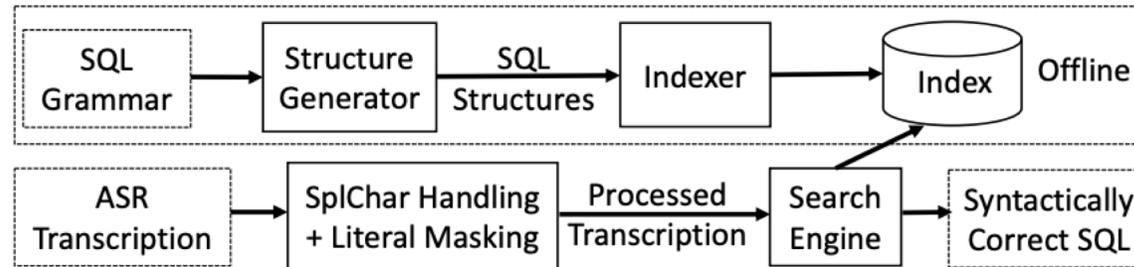 SQL
Grammar
Structure
Generator
SQL
Structures
Indexer
Index
Offline
ASR
Transcription
SplChar Handling
+ Literal Masking
Processed
Transcription
Search
Engine
Syntactically
Correct SQL